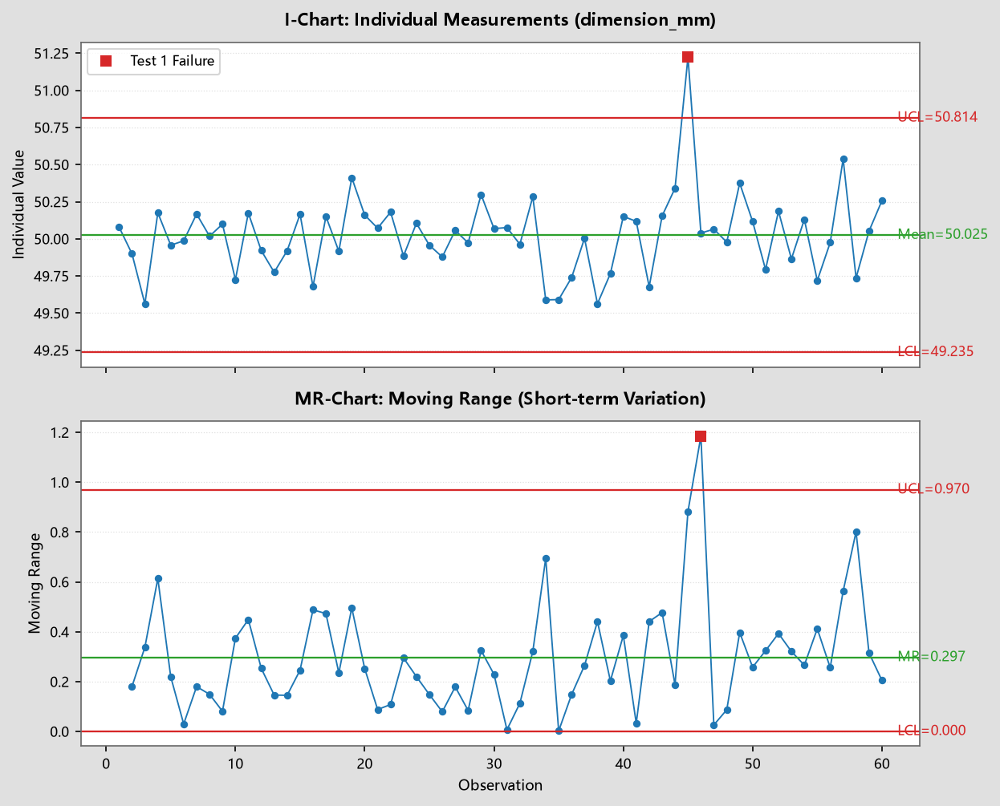 I-Chart: Individual Measurements (dimension_mm)
Test 1 Failure
Individual Value
51.25
51.00
50.75
50.50
50.25
50.00
49.75
49.50
49.25
UCL=50.814
Mean=50.025
LCL=49.235
MR-Chart: Moving Range (Short-term Variation)
Moving Range
1.2
1.0
0.8
0.6
0.4
0.2
0.0
UCL=0.970
MR=0.297
LCL=0.000
0 10 20 30 40 50 60
Observation